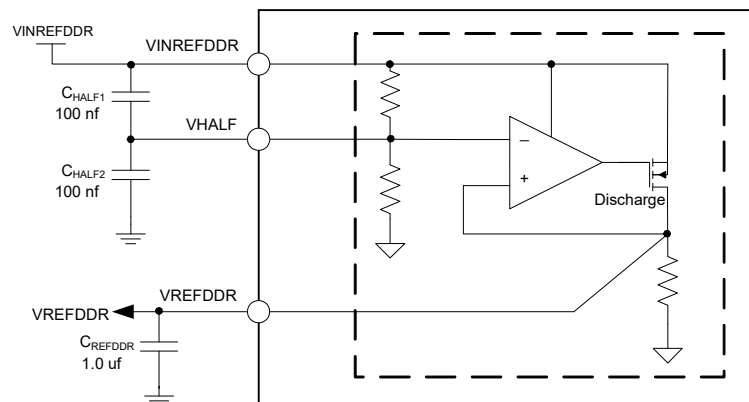 VINREFDDR
VINREFDDR
CHALF1
100 nf
VHALF
CHALF2
100 nf
−
+
Discharge
VREFDDR
VREFDDR
CREFDDR
1.0 uf